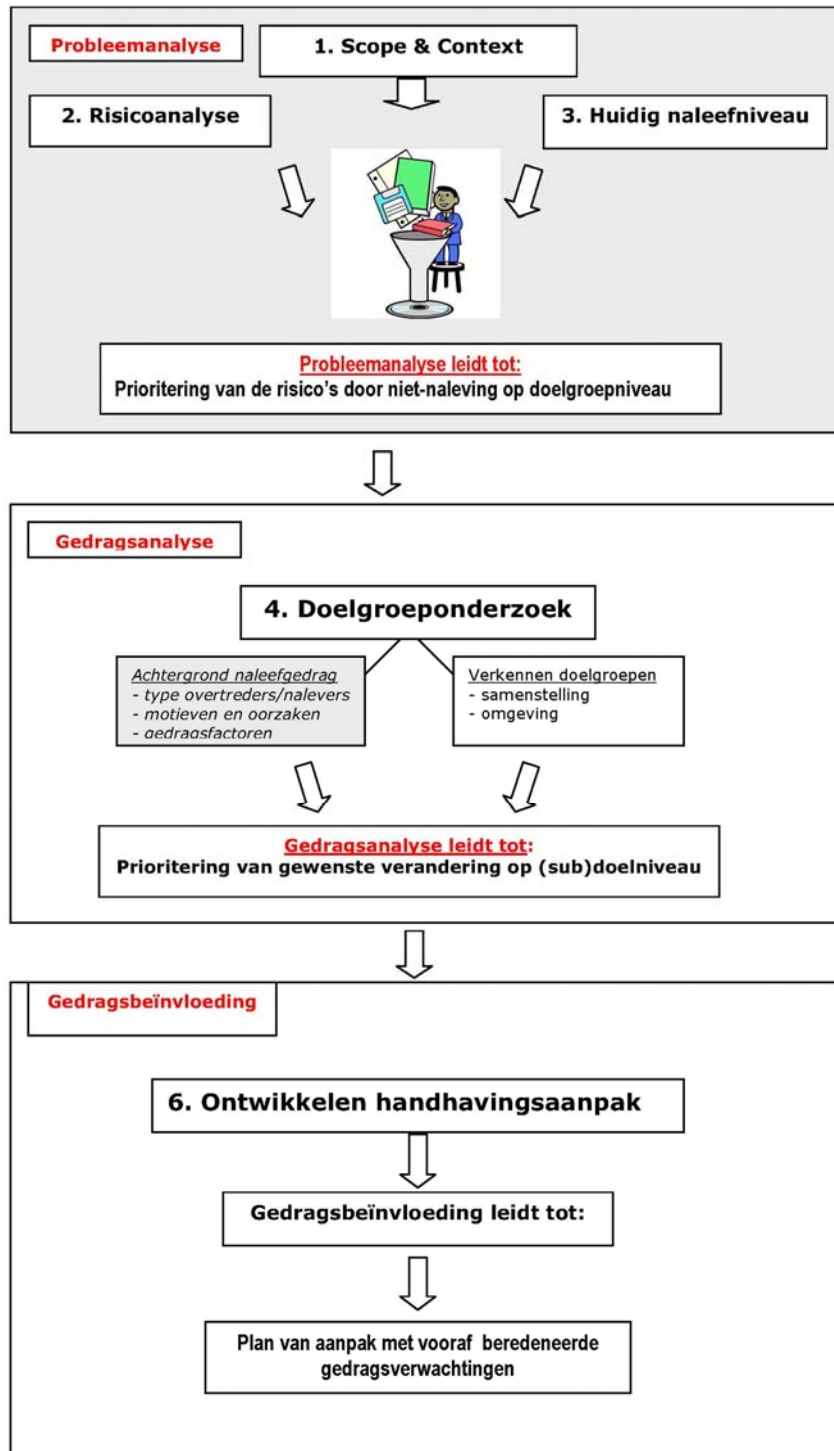 Probleemanalyse
1. Scope & Context
2. Risicoanalyse
3. Huidig naleefniveau
Probleemanalyse leidt tot:
Prioritering van de risico's door niet-naleving op doelgroepniveau
Gedragsanalyse
4. Doelgroeponderzoek
Achtergrond naleefgedrag
- type overtreders/nalevers
- motieven en oorzaken
- gedragsfactoren
Verkennen doelgroepen
- samenstelling
- omgeving
Gedragsanalyse leidt tot:
Prioritering van gewenste verandering op (sub)doelniveau
Gedragsbeïnvloeding
6. Ontwikkelen handhavingsaanpak
Gedragsbeïnvloeding leidt tot:
Plan van aanpak met vooraf beredeneerde
gedragsverwachtingen